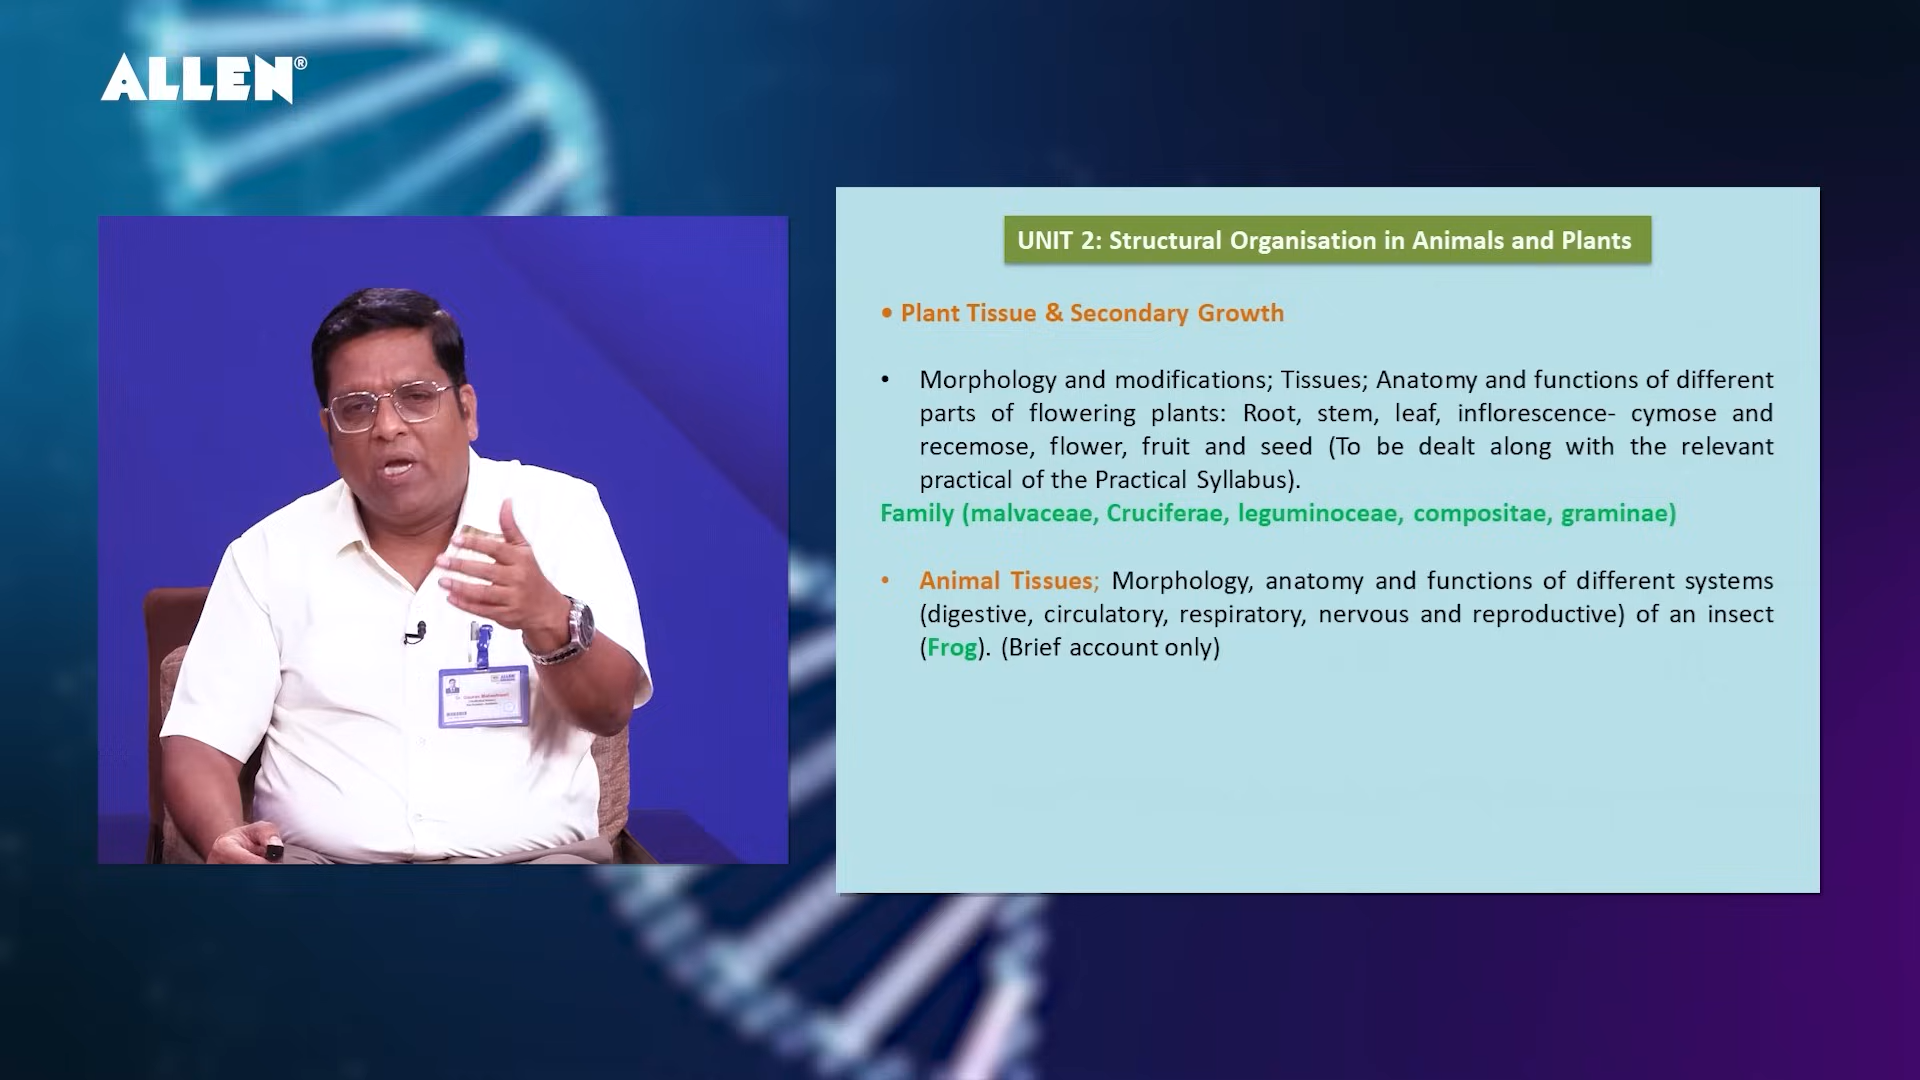 ALLEN®
UNIT 2: Structural Organisation in Animals and Plants
• Plant Tissue & Secondary Growth
• Morphology and modifications; Tissues; Anatomy and functions of different
parts of flowering plants: Root, stem, leaf, inflorescence- cymose and
recemose, flower, fruit and seed (To be dealt along with the relevant
practical of the Practical Syllabus).
Family (malvaceae, Cruciferae, leguminoceae, compositae, graminae)
• Animal Tissues; Morphology, anatomy and functions of different systems
(digestive, circulatory, respiratory, nervous and reproductive) of an insect
(Frog). (Brief account only)
ALLEN